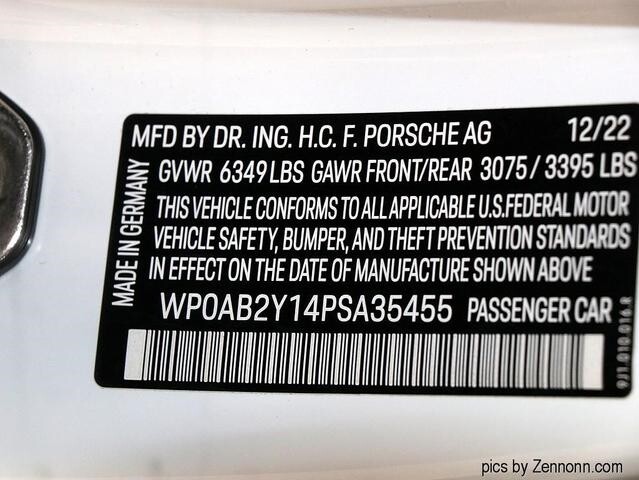 MFD BY DR. ING. H.C. F. PORSCHE AG 12/22
GVWR 6349 LBS GAWR FRONT/REAR 3075 / 3395 LBS
THIS VEHICLE CONFORMS TO ALL APPLICABLE U.S. FEDERAL MOTOR
VEHICLE SAFETY, BUMPER, AND THEFT PREVENTION STANDARDS
IN EFFECT ON THE DATE OF MANUFACTURE SHOWN ABOVE
WP0AB2Y14PSA35455 PASSENGER CAR
MADE IN GERMANY
9J1.010.016.R
pics by Zennonn.com